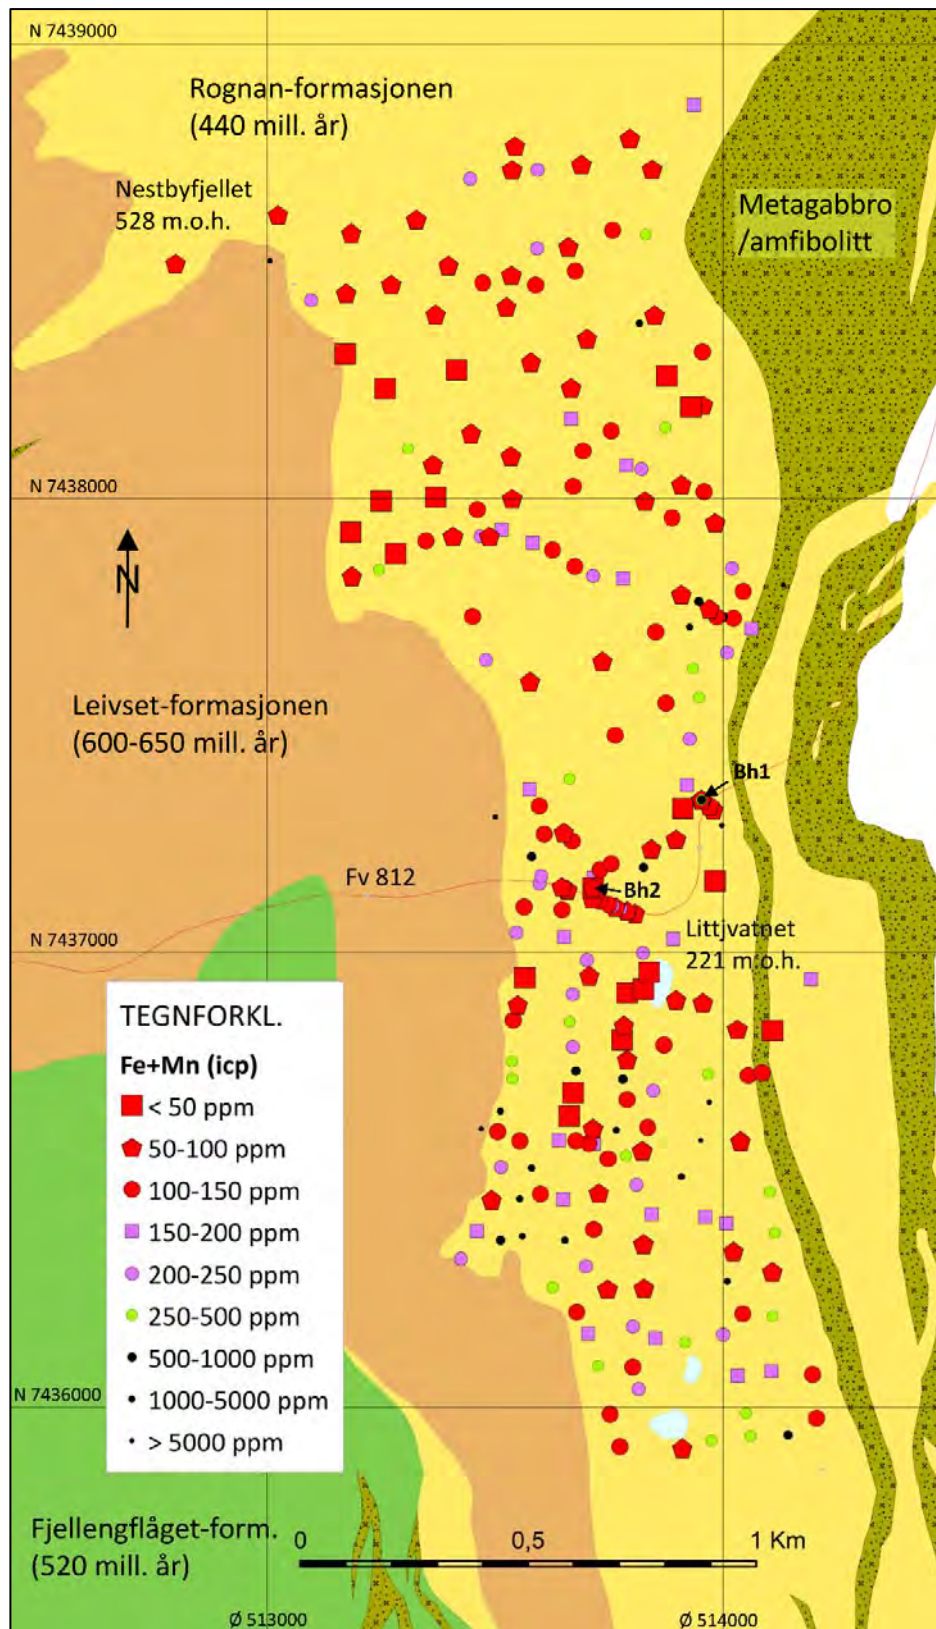 N 7439000
Rognan-formasjonen
(440 mill. år)
Nestbyfjellet
528 m.o.h.
Metagabbro
/amfibolitt
N 7438000
N
Leivset-formasjonen
(600-650 mill. år)
Bh1
Fv 812
Bh2
N 7437000
Littjvatnet
221 m.o.h.
TEGNFORKL.
Fe+Mn (icp)
< 50 ppm
50-100 ppm
100-150 ppm
150-200 ppm
200-250 ppm
250-500 ppm
500-1000 ppm
1000-5000 ppm
> 5000 ppm
N 7436000
Fjellengflåget-form.
(520 mill. år)
0 0,5 1 Km
Ø 513000
Ø 514000